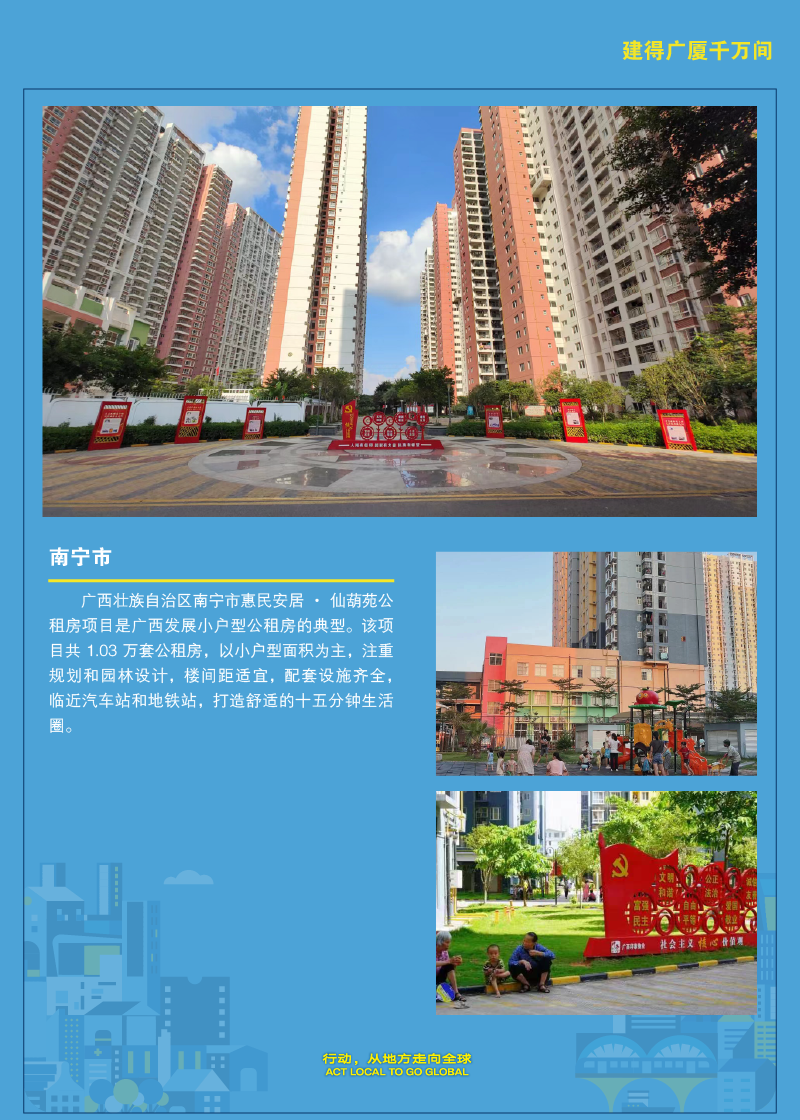 建得广厦千万间
南宁市
广西壮族自治区南宁市惠民安居 · 仙葫苑公
租房项目是广西发展小户型公租房的典型。该项
目共 1.03 万套公租房，以小户型面积为主，注重
规划和园林设计，楼间距适宜，配套设施齐全，
临近汽车站和地铁站，打造舒适的十五分钟生活
圈。
文明 公正 诚信
和谐 法治 友善
富强 自由 爱国
民主 平等 敬业
社会主义核心价值观
行动，从地方走向全球
ACT LOCAL TO GO GLOBAL